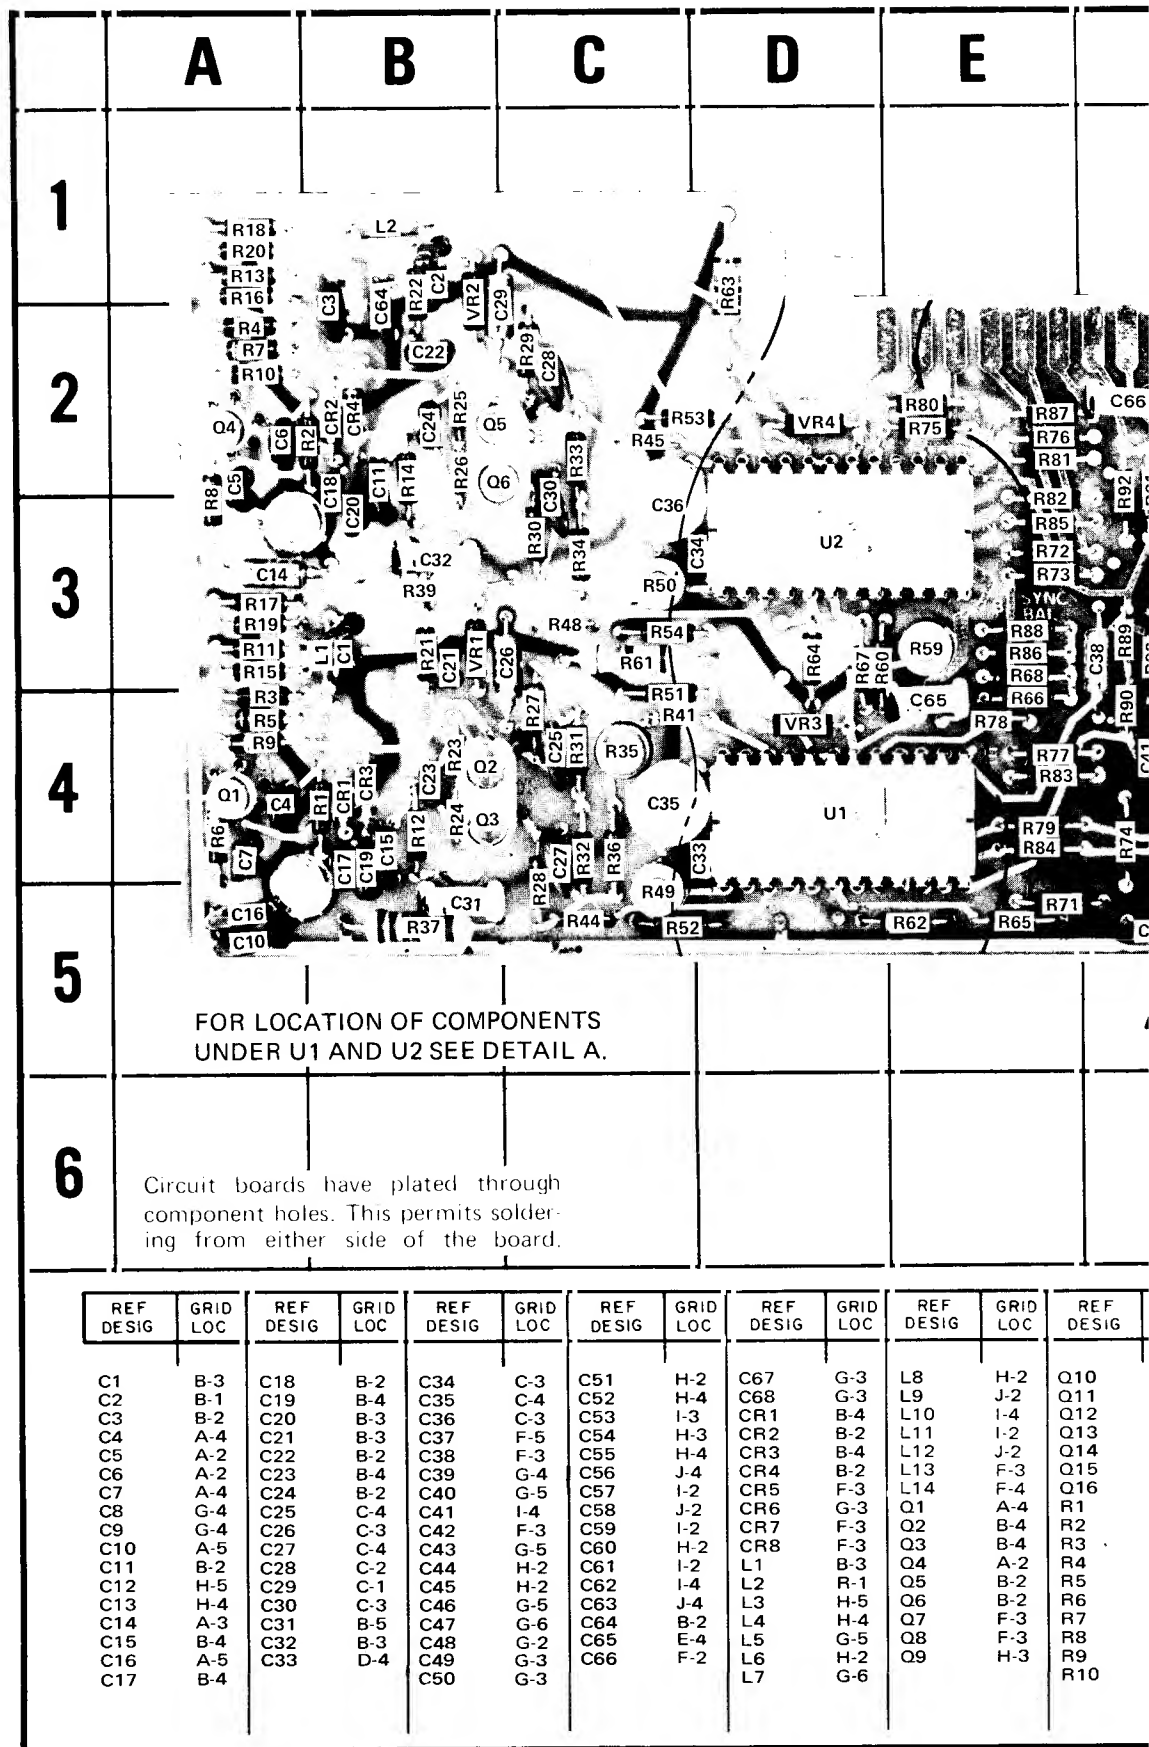 A B C D E
1
R18 L2
R20
R13 R22 C2 R63
R16 C3 C64 VR2 C29
R4
R7 C22 R29 C28
R10 C66
2
R80 R87
Q4 C6 R2 CR2 CR4 C24 R25 Q5 R53 VR4 R75 R76
R45
R81
C5 R8 C18 C11 R14 R26 Q6 C30 R33 R82 R92
C20 C36 R85
R30 R34 C34 U2 R72
C32 R73
3
C14 R39 R50 SYNC
R17 BAL
R19 R48 R54 R88 R89
R11 L1 C1 R21 C21 VR1 C26 R61 R64 R67 R60 R59 R86 C38
R15 R68
R3 R27 R51 C65 R66 R90
R5 R41 VR3 R78
R9 R23 R23 C25 R31 R35 R77 C41
CR3 C23 Q2 R83
4
Q1 C4 R1 CR1 R24 Q3 C35 U1
R6 R12 R79 R74
C7 C17 C19 C15 C27 R32 R36 C33 R84
R28 R49
C16 C31 R44 R71
C10 R37 R52 R62 R65
5
FOR LOCATION OF COMPONENTS
UNDER U1 AND U2 SEE DETAIL A.
6
Circuit boards have plated through
component holes. This permits solder-
ing from either side of the board.
REF GRID REF GRID REF GRID REF GRID REF GRID REF GRID REF
DESIG LOC DESIG LOC DESIG LOC DESIG LOC DESIG LOC DESIG LOC DESIG
C1 B-3 C18 B-2 C34 C-3 C51 H-2 C67 G-3 L8 H-2 Q10
C2 B-1 C19 B-4 C35 C-4 C52 H-4 C68 G-3 L9 J-2 Q11
C3 B-2 C20 B-3 C36 C-3 C53 I-3 CR1 B-4 L10 I-4 Q12
C4 A-4 C21 B-3 C37 F-5 C54 H-3 CR2 B-2 L11 I-2 Q13
C5 A-2 C22 B-2 C38 F-3 C55 H-4 CR3 B-4 L12 J-2 Q14
C6 A-2 C23 B-4 C39 G-4 C56 J-4 CR4 B-2 L13 F-3 Q15
C7 A-4 C24 B-2 C40 G-5 C57 I-2 CR5 F-3 L14 F-4 Q16
C8 G-4 C25 C-4 C41 I-4 C58 J-2 CR6 G-3 Q1 A-4 R1
C9 G-4 C26 C-3 C42 F-3 C59 I-2 CR7 F-3 Q2 B-4 R2
C10 A-5 C27 C-4 C43 G-5 C60 H-2 CR8 F-3 Q3 B-4 R3
C11 B-2 C28 C-2 C44 H-2 C61 I-2 L1 B-3 Q4 A-2 R4
C12 H-5 C29 C-1 C45 H-2 C62 I-4 L2 R-1 Q5 B-2 R5
C13 H-4 C30 C-3 C46 G-5 C63 J-4 L3 H-5 Q6 B-2 R6
C14 A-3 C31 B-5 C47 G-6 C64 B-2 L4 H-4 Q7 F-3 R7
C15 B-4 C32 B-3 C48 G-2 C65 E-4 L5 G-5 Q8 F-3 R8
C16 A-5 C33 D-4 C49 G-3 C66 F-2 L6 H-2 Q9 H-3 R9
C17 B-4 C50 G-3 L7 G-6 R10